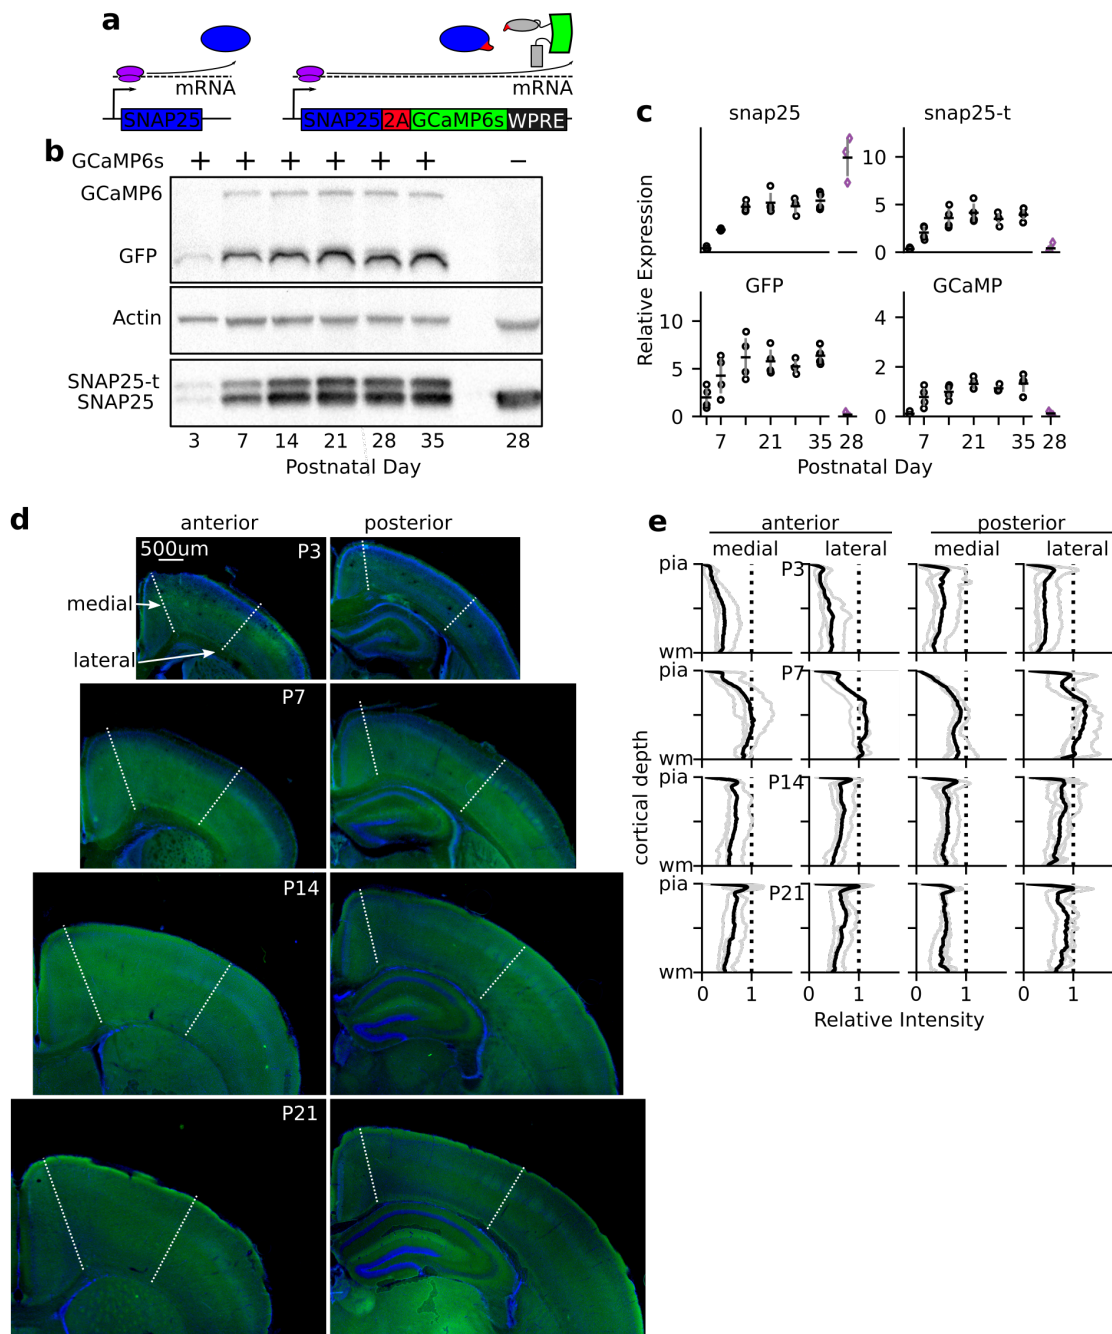 a
mRNA
mRNA
SNAP25
SNAP25 2A GCaMP6s WPRE
b
GCaMP6s + + + + + + −
GCaMP6
GFP
Actin
SNAP25-t
SNAP25
3 7 14 21 28 35 28
Postnatal Day
c
snap25 snap25-t
10
5
0
Relative Expression
GFP GCaMP
10 4
5 2
0 0
7 21 35 28 7 21 35 28
Postnatal Day
d
anterior posterior
500um
P3
medial
lateral
P7
P14
P21
e
anterior posterior
medial lateral medial lateral
pia P3
wm
pia P7
wm
cortical depth
pia P14
wm
pia P21
wm
0 1 0 1 0 1 0 1
Relative Intensity